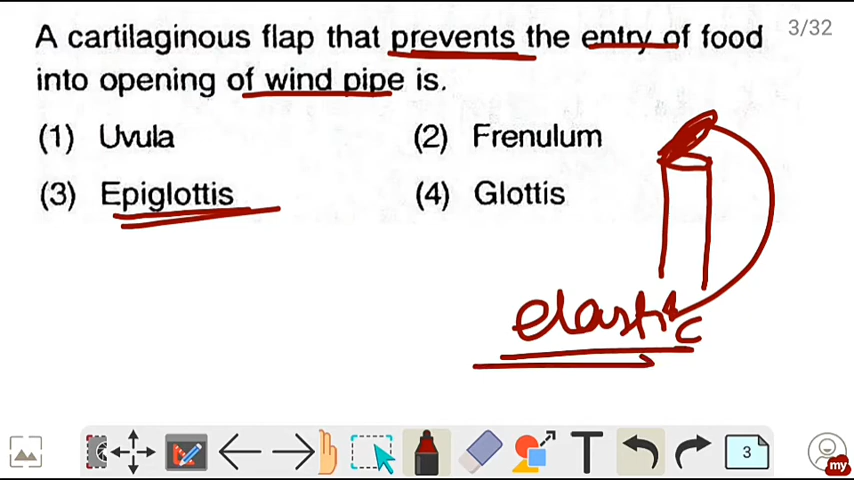 A cartilaginous flap that prevents the entry of food 3/32
into opening of wind pipe is.
(1) Uvula (2) Frenulum
(3) Epiglottis (4) Glottis
elastic
T 3
my